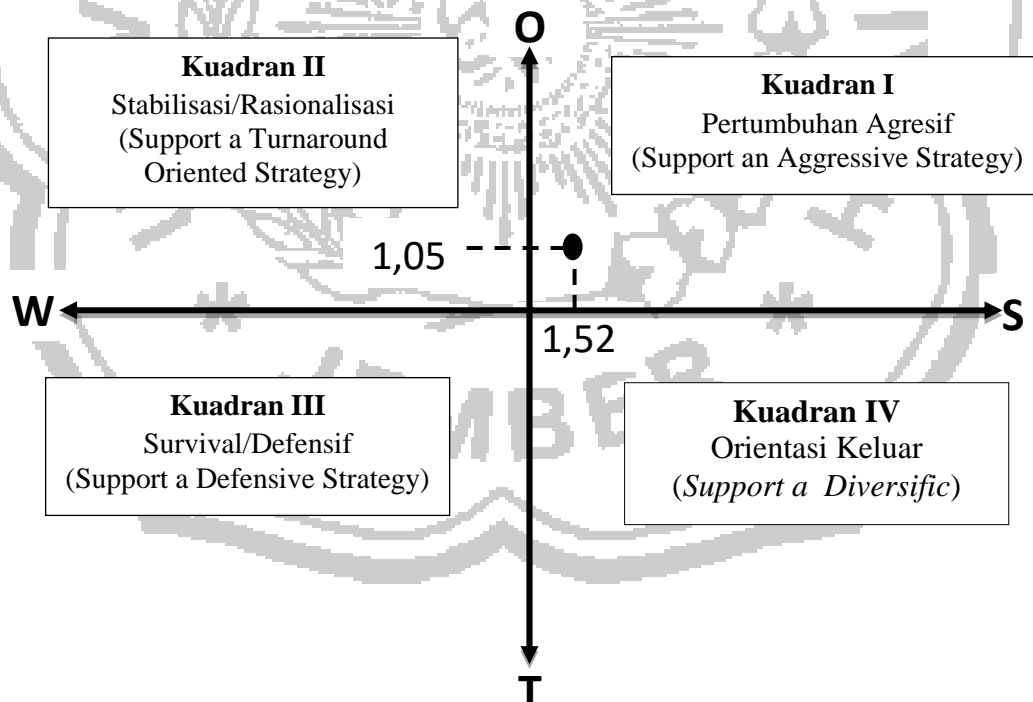 O
Kuadran II
Stabilisasi/Rasionalisasi
(Support a Turnaround
Oriented Strategy)
Kuadran I
Pertumbuhan Agresif
(Support an Aggressive Strategy)
1,05
W
S
1,52
Kuadran III
Survival/Defensif
(Support a Defensive Strategy)
Kuadran IV
Orientasi Keluar
(Support a Diversific)
T